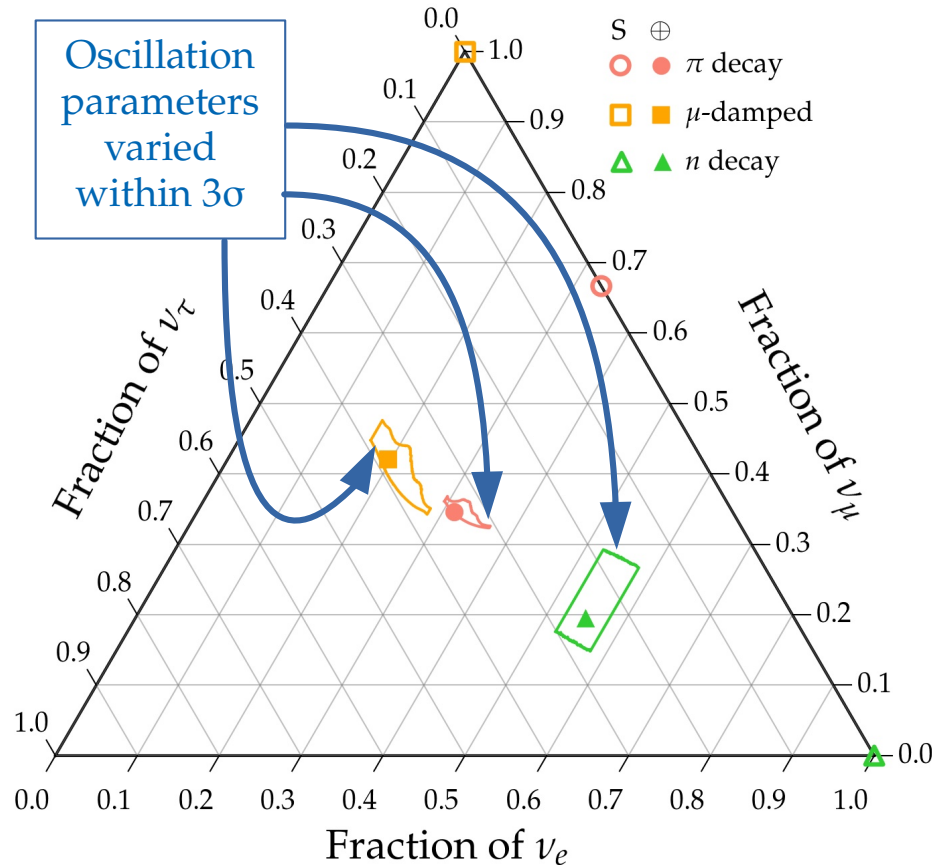 Oscillation
parameters
varied
within 3σ
S ⊕
π decay
μ-damped
n decay
Fraction of ντ
0.0
0.1
0.2
0.3
0.4
0.5
0.6
0.7
0.8
0.9
1.0
Fraction of νμ
1.0
0.9
0.8
0.7
0.6
0.5
0.4
0.3
0.2
0.1
0.0
0.0 0.1 0.2 0.3 0.4 0.5 0.6 0.7 0.8 0.9 1.0
Fraction of νe